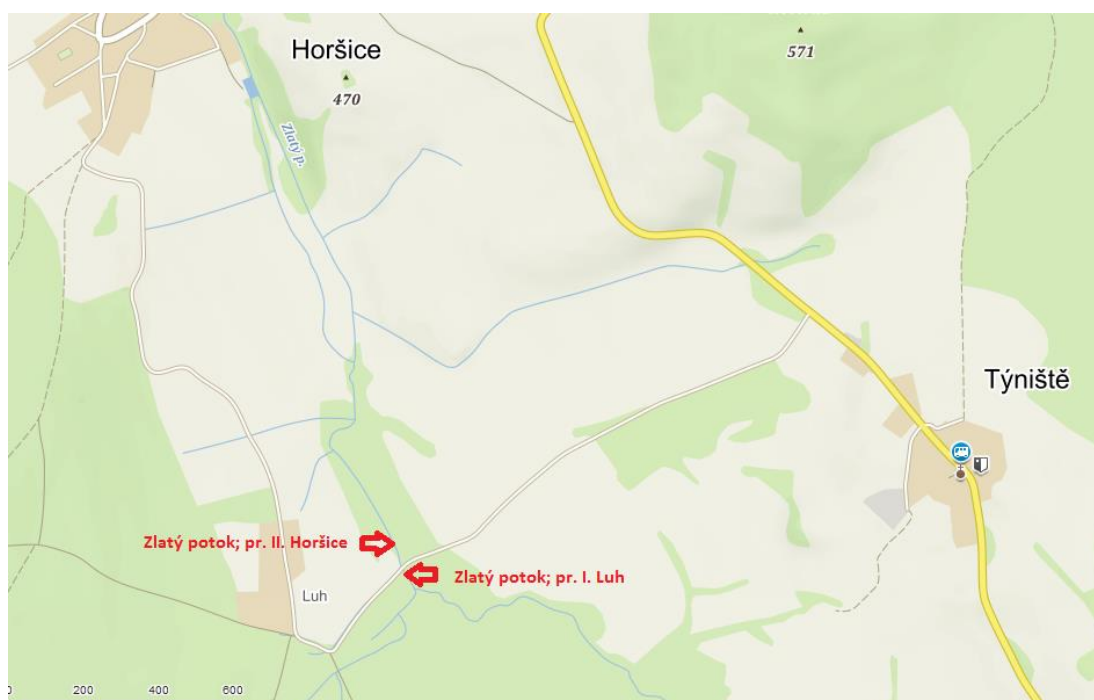 Horšice
470
571
Zlatý p.
Týniště
Zlatý potok; pr. II. Horšice
Zlatý potok; pr. I. Luh
Luh
0 200 400 600